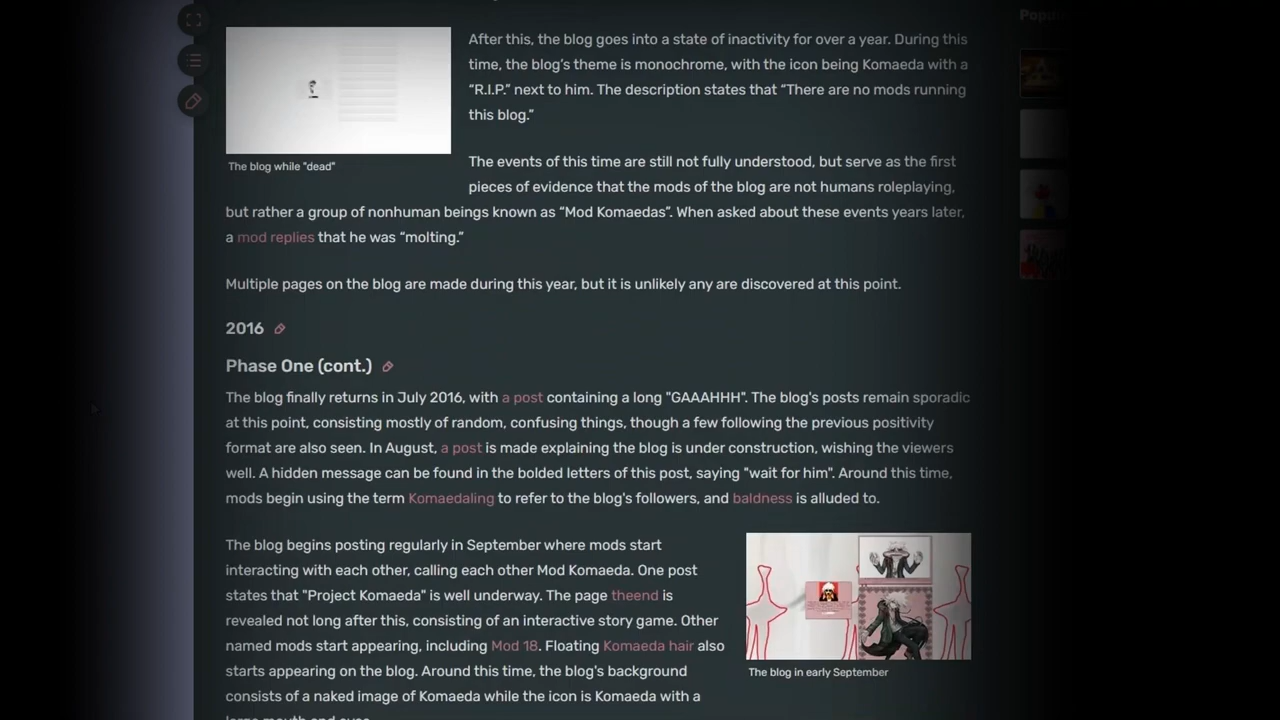 After this, the blog goes into a state of inactivity for over a year. During this
time, the blog's theme is monochrome, with the icon being Komaeda with a
“R.I.P.” next to him. The description states that “There are no mods running
this blog.”
The blog while "dead"
The events of this time are still not fully understood, but serve as the first
pieces of evidence that the mods of the blog are not humans roleplaying,
but rather a group of nonhuman beings known as “Mod Komaedas”. When asked about these events years later,
a mod replies that he was “molting.”
Multiple pages on the blog are made during this year, but it is unlikely any are discovered at this point.
2016
Phase One (cont.)
The blog finally returns in July 2016, with a post containing a long "GAAAHHH". The blog's posts remain sporadic
at this point, consisting mostly of random, confusing things, though a few following the previous positivity
format are also seen. In August, a post is made explaining the blog is under construction, wishing the viewers
well. A hidden message can be found in the bolded letters of this post, saying "wait for him". Around this time,
mods begin using the term Komaedaling to refer to the blog's followers, and baldness is alluded to.
The blog begins posting regularly in September where mods start
interacting with each other, calling each other Mod Komaeda. One post
states that "Project Komaeda" is well underway. The page theend is
revealed not long after this, consisting of an interactive story game. Other
named mods start appearing, including Mod 18. Floating Komaeda hair also
starts appearing on the blog. Around this time, the blog's background
consists of a naked image of Komaeda while the icon is Komaeda with a
The blog in early September